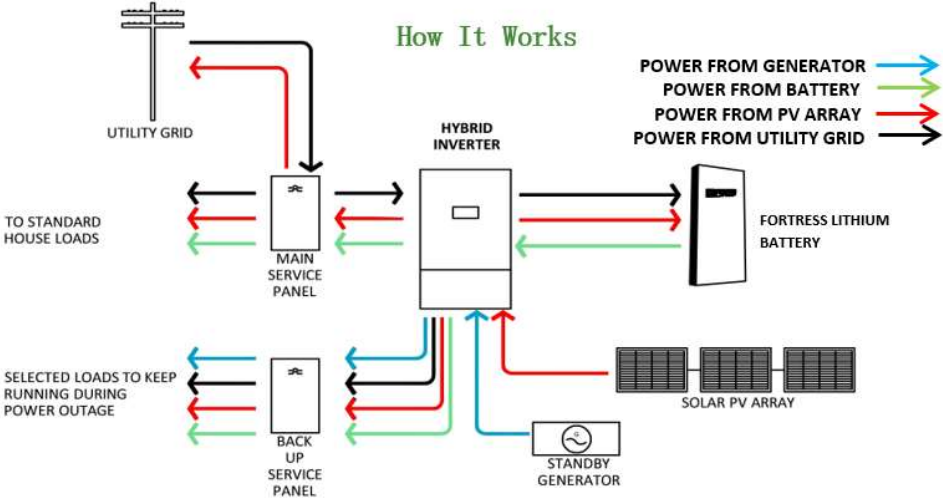 How It Works
POWER FROM GENERATOR
POWER FROM BATTERY
POWER FROM PV ARRAY
POWER FROM UTILITY GRID
UTILITY GRID
HYBRID
INVERTER
TO STANDARD
HOUSE LOADS
MAIN
SERVICE
PANEL
FORTRESS LITHIUM
BATTERY
SELECTED LOADS TO KEEP
RUNNING DURING
POWER OUTAGE
BACK
UP
SERVICE
PANEL
SOLAR PV ARRAY
G
STANDBY
GENERATOR